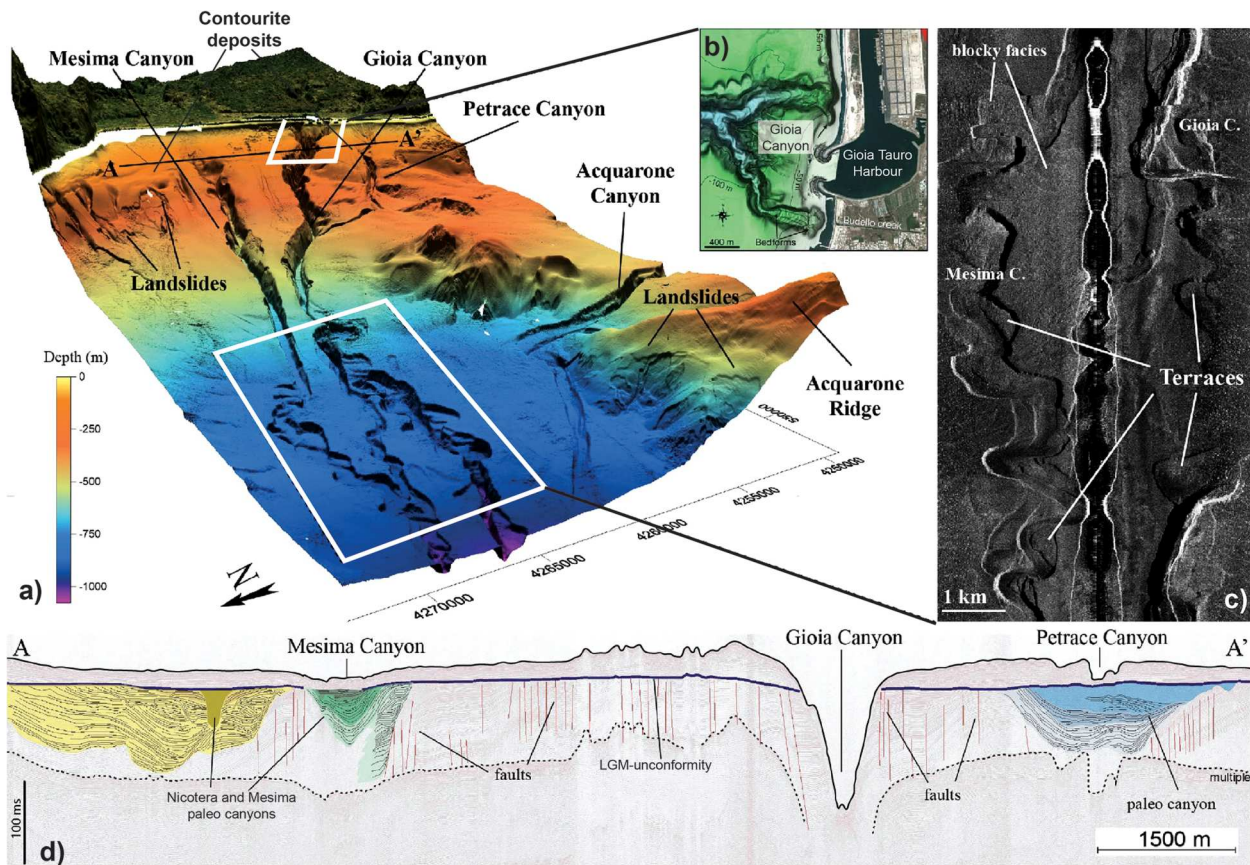 Contourite
deposits
Mesima Canyon
Gioia Canyon
Petrace Canyon
A
A'
Acquarone
Canyon
Landslides
Landslides
Acquarone
Ridge
Depth (m)
0
-250
-500
-750
-1000
N
4270000
4265000
4260000
4255000
4250000
a)
b)
-50m
Gioia
Canyon
Gioia Tauro
Harbour
-50m
-100 m
Budello creek
Bedforms
400 m
blocky facies
Gioia C.
Mesima C.
Terraces
1 km
c)
A
Mesima Canyon
Gioia Canyon
Petrace Canyon
A'
faults
LGM-unconformity
faults
multiple
Nicotera and Mesima
paleo canyons
paleo canyon
100 ms
d)
1500 m